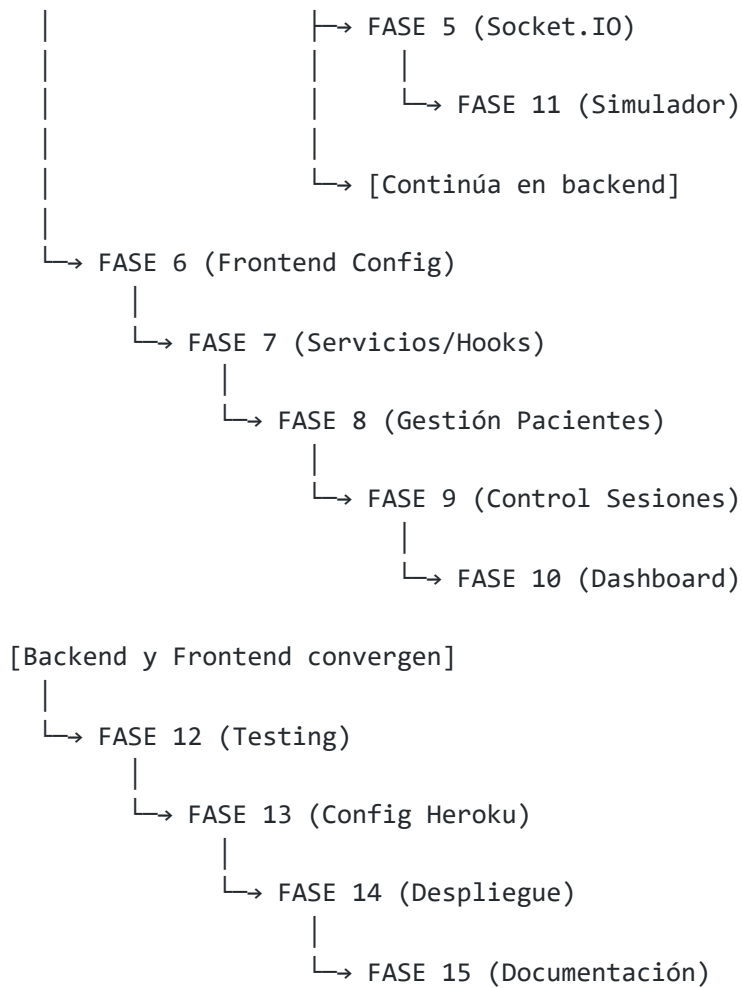 → FASE 5 (Socket.IO)
→ FASE 11 (Simulador)
→ [Continúa en backend]
→ FASE 6 (Frontend Config)
→ FASE 7 (Servicios/Hooks)
→ FASE 8 (Gestión Pacientes)
→ FASE 9 (Control Sesiones)
→ FASE 10 (Dashboard)
[Backend y Frontend convergen]
→ FASE 12 (Testing)
→ FASE 13 (Config Heroku)
→ FASE 14 (Despliegue)
→ FASE 15 (Documentación)